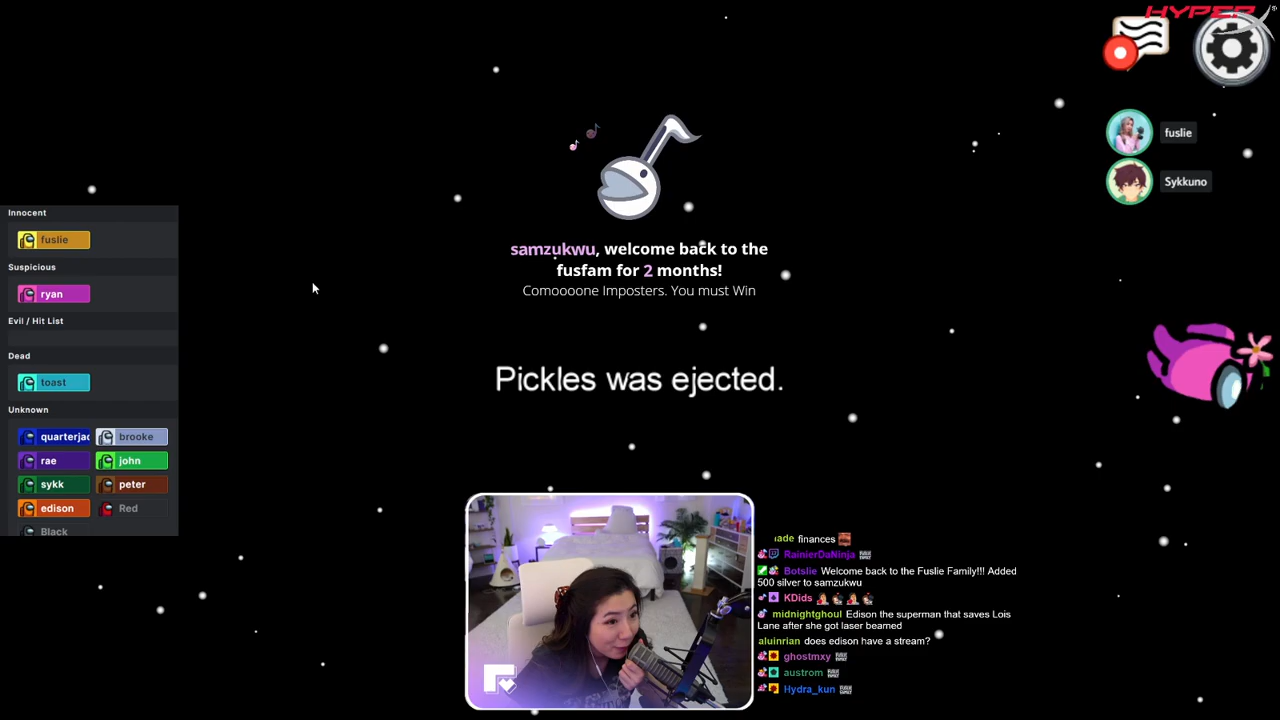 HYPERX
fuslie
Sykkuno
Innocent
fuslie
Suspicious
ryan
Evil / Hit List
Dead
toast
Unknown
quarterjac brooke
rae john
sykk peter
edison Red
Black
samzukwu, welcome back to the
fusfam for 2 months!
Comoooone Imposters. You must Win
Pickles was ejected.
ade finances
RainierDaNinja
Botslie Welcome back to the Fuslie Family!!! Added
500 silver to samzukwu
KDids
midnightghoul Edison the superman that saves Lois
Lane after she got laser beamed
aluinrian does edison have a stream?
ghostmxy
austrom
Hydra_kun